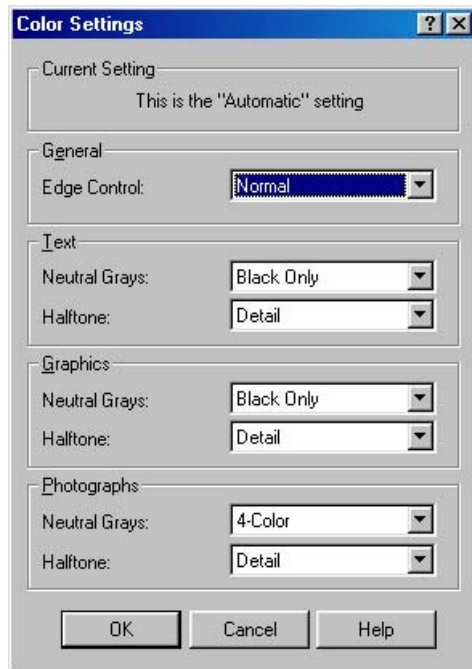 Color Settings
Current Setting
This is the "Automatic" setting
General
Edge Control: Normal
Text
Neutral Grays: Black Only
Halftone: Detail
Graphics
Neutral Grays: Black Only
Halftone: Detail
Photographs
Neutral Grays: 4-Color
Halftone: Detail
OK Cancel Help